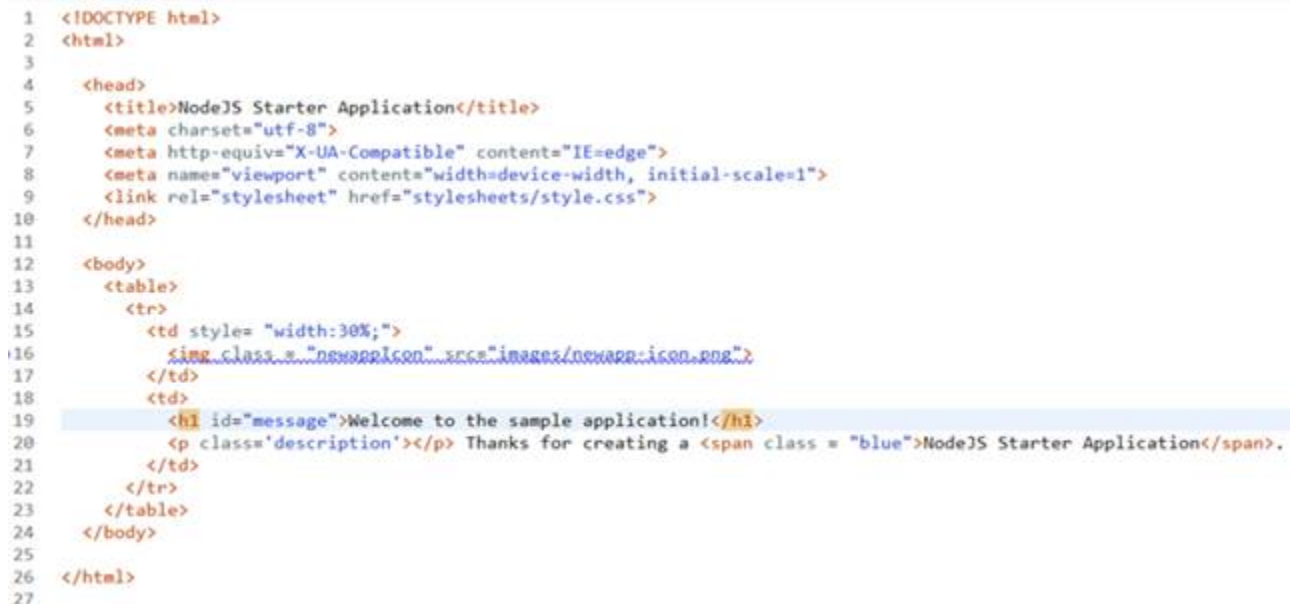 1 <!DOCTYPE html>
2 <html>
3
4 <head>
5 <title>NodeJS Starter Application</title>
6 <meta charset="utf-8">
7 <meta http-equiv="X-UA-Compatible" content="IE=edge">
8 <meta name="viewport" content="width=device-width, initial-scale=1">
9 <link rel="stylesheet" href="stylesheets/style.css">
10 </head>
11
12 <body>
13 <table>
14 <tr>
15 <td style= "width:30%;">
16 <img class = "newappIcon" src="images/newapp-icon.png">
17 </td>
18 <td>
19 <h1 id="message">Welcome to the sample application!</h1>
20 <p class='description'></p> Thanks for creating a <span class = "blue">NodeJS Starter Application</span>.
21 </td>
22 </tr>
23 </table>
24 </body>
25
26 </html>
27